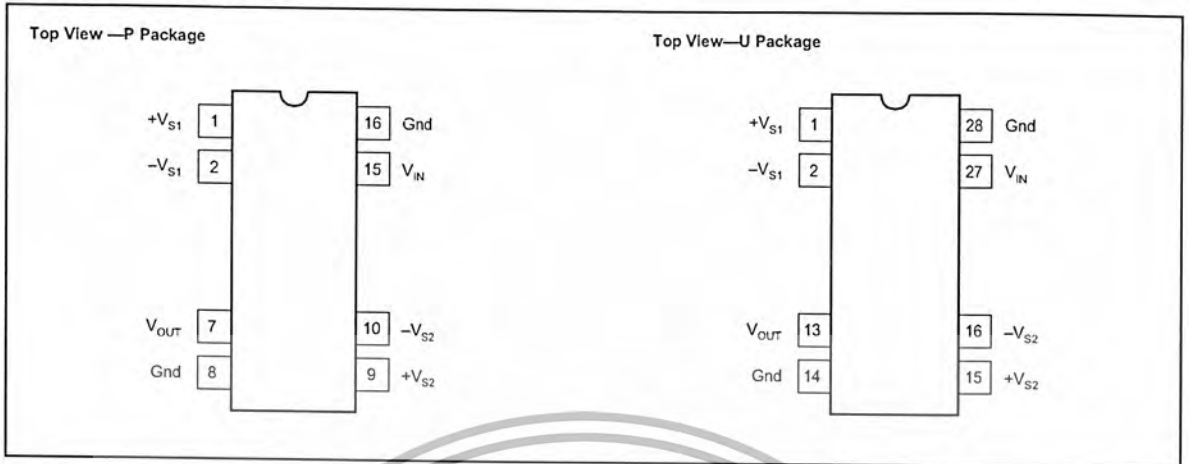 Top View —P Package
+VS1 1 16 Gnd
–VS1 2 15 VIN
VOUT 7 10 –VS2
Gnd 8 9 +VS2
Top View—U Package
+VS1 1 28 Gnd
–VS1 2 27 VIN
VOUT 13 16 –VS2
Gnd 14 15 +VS2